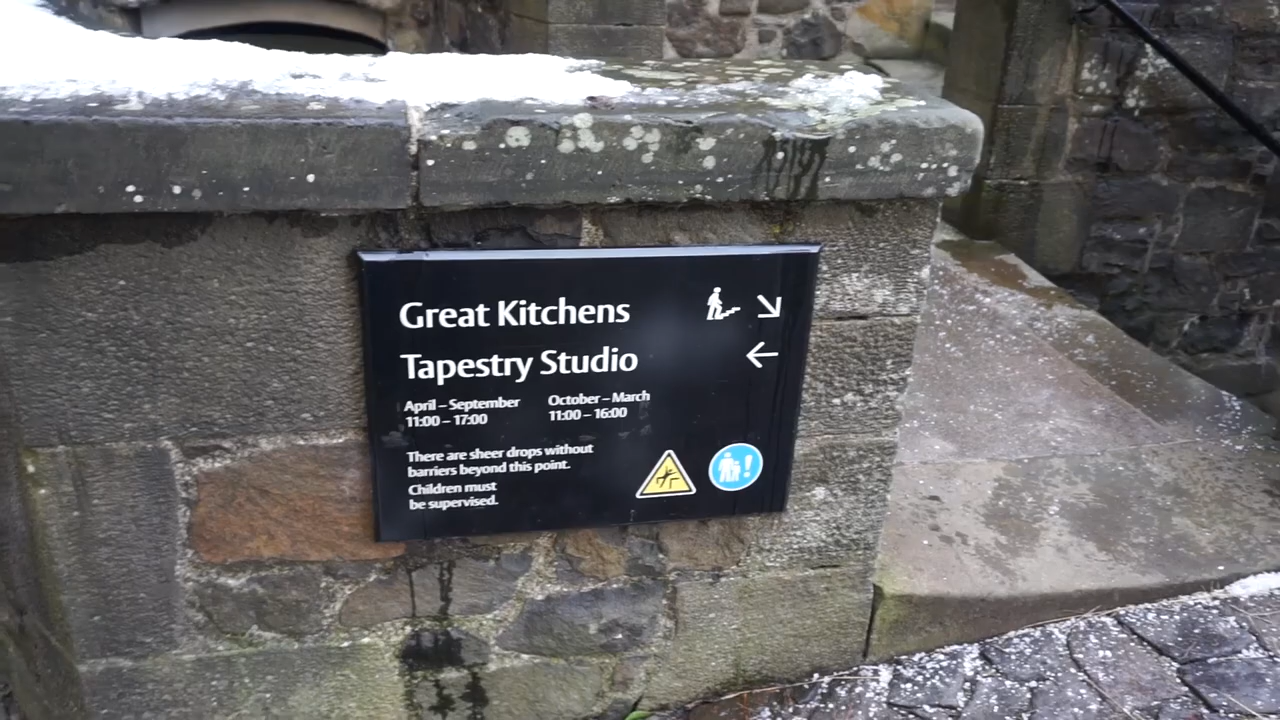 Great Kitchens
Tapestry Studio
April – September
11:00 – 17:00
October – March
11:00 – 16:00
There are sheer drops without
barriers beyond this point.
Children must
be supervised.
!